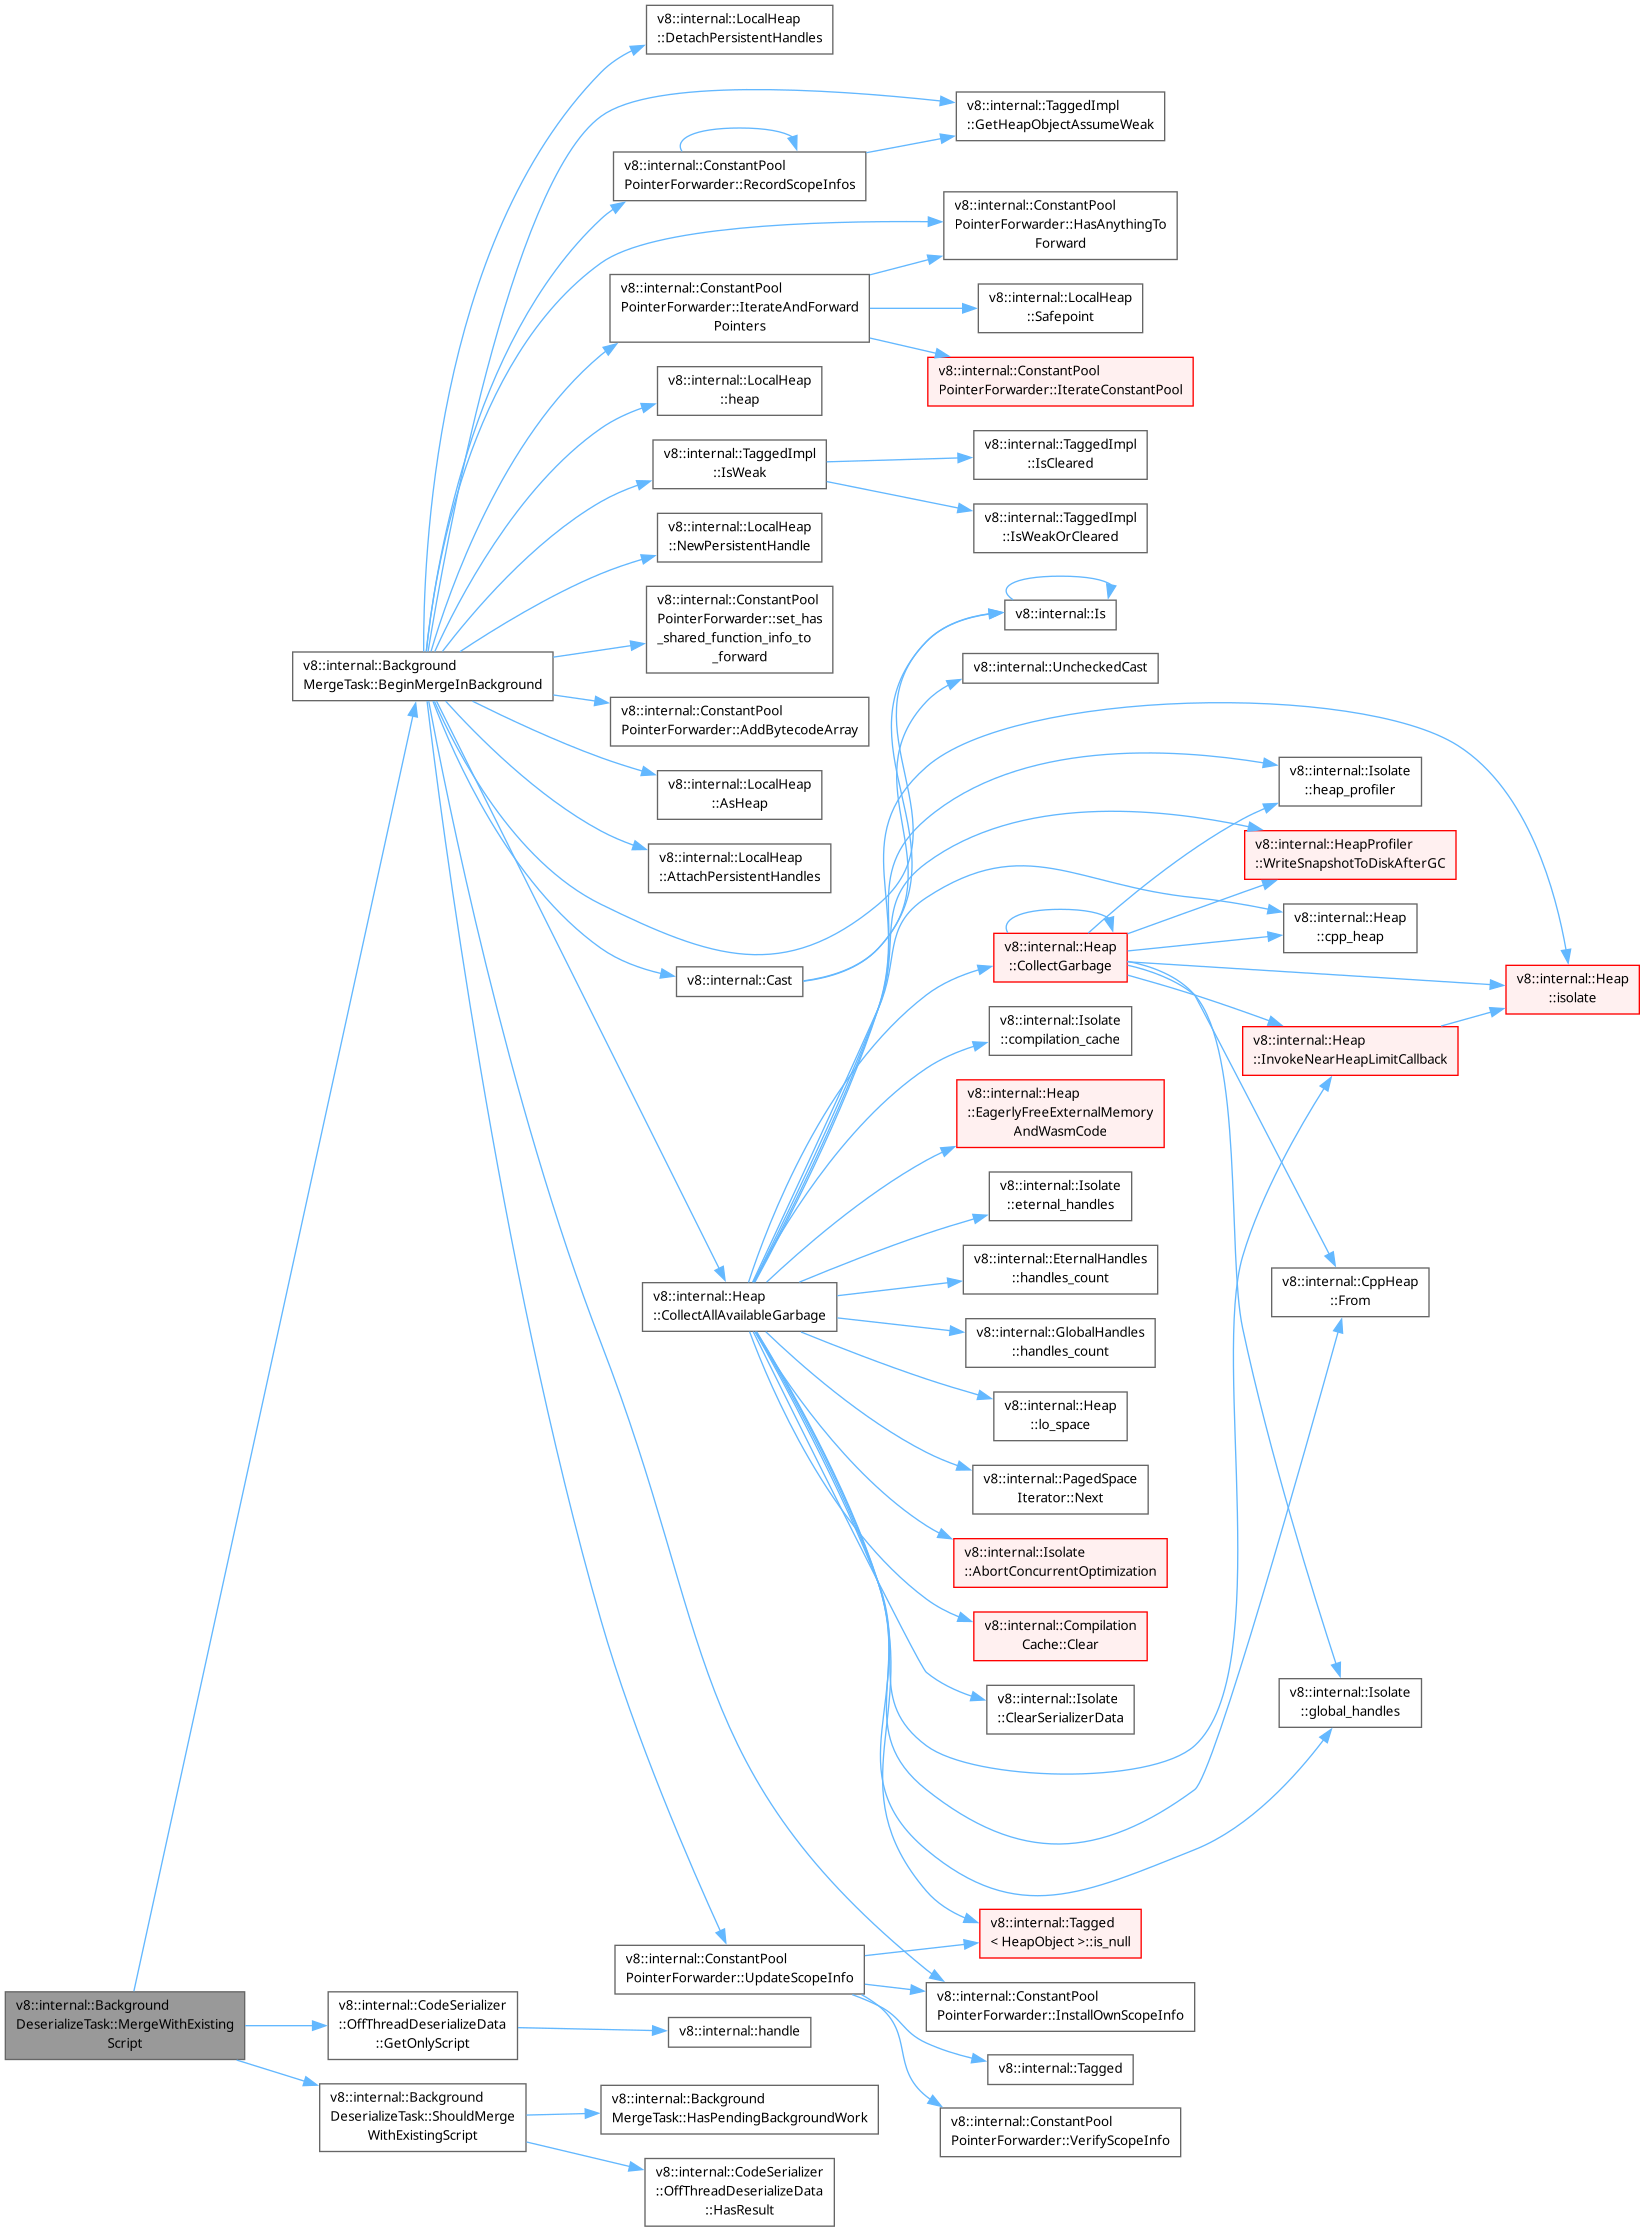 v8::internal::LocalHeap
::DetachPersistentHandles
v8::internal::TaggedImpl
::GetHeapObjectAssumeWeak
v8::internal::ConstantPool
PointerForwarder::RecordScopeInfos
v8::internal::ConstantPool
PointerForwarder::HasAnythingTo
Forward
v8::internal::ConstantPool
PointerForwarder::IterateAndForward
Pointers
v8::internal::LocalHeap
::Safepoint
v8::internal::ConstantPool
PointerForwarder::IterateConstantPool
v8::internal::LocalHeap
::heap
v8::internal::TaggedImpl
::IsWeak
v8::internal::TaggedImpl
::IsCleared
v8::internal::TaggedImpl
::IsWeakOrCleared
v8::internal::LocalHeap
::NewPersistentHandle
v8::internal::Is
v8::internal::ConstantPool
PointerForwarder::set_has
_shared_function_info_to
_forward
v8::internal::UncheckedCast
v8::internal::Background
MergeTask::BeginMergeInBackground
v8::internal::ConstantPool
PointerForwarder::AddBytecodeArray
v8::internal::LocalHeap
::AsHeap
v8::internal::Isolate
::heap_profiler
v8::internal::LocalHeap
::AttachPersistentHandles
v8::internal::HeapProfiler
::WriteSnapshotToDiskAfterGC
v8::internal::Heap
::cpp_heap
v8::internal::Heap
::CollectGarbage
v8::internal::Cast
v8::internal::Heap
::isolate
v8::internal::Isolate
::compilation_cache
v8::internal::Heap
::InvokeNearHeapLimitCallback
v8::internal::Heap
::EagerlyFreeExternalMemory
AndWasmCode
v8::internal::Isolate
::eternal_handles
v8::internal::EternalHandles
::handles_count
v8::internal::CppHeap
::From
v8::internal::Heap
::CollectAllAvailableGarbage
v8::internal::GlobalHandles
::handles_count
v8::internal::Heap
::lo_space
v8::internal::PagedSpace
Iterator::Next
v8::internal::Isolate
::AbortConcurrentOptimization
v8::internal::Compilation
Cache::Clear
v8::internal::Isolate
::ClearSerializerData
v8::internal::Isolate
::global_handles
v8::internal::Tagged
< HeapObject >::is_null
v8::internal::ConstantPool
PointerForwarder::UpdateScopeInfo
v8::internal::ConstantPool
PointerForwarder::InstallOwnScopeInfo
v8::internal::Background
DeserializeTask::MergeWithExisting
Script
v8::internal::CodeSerializer
::OffThreadDeserializeData
::GetOnlyScript
v8::internal::handle
v8::internal::Tagged
v8::internal::Background
DeserializeTask::ShouldMerge
WithExistingScript
v8::internal::Background
MergeTask::HasPendingBackgroundWork
v8::internal::ConstantPool
PointerForwarder::VerifyScopeInfo
v8::internal::CodeSerializer
::OffThreadDeserializeData
::HasResult